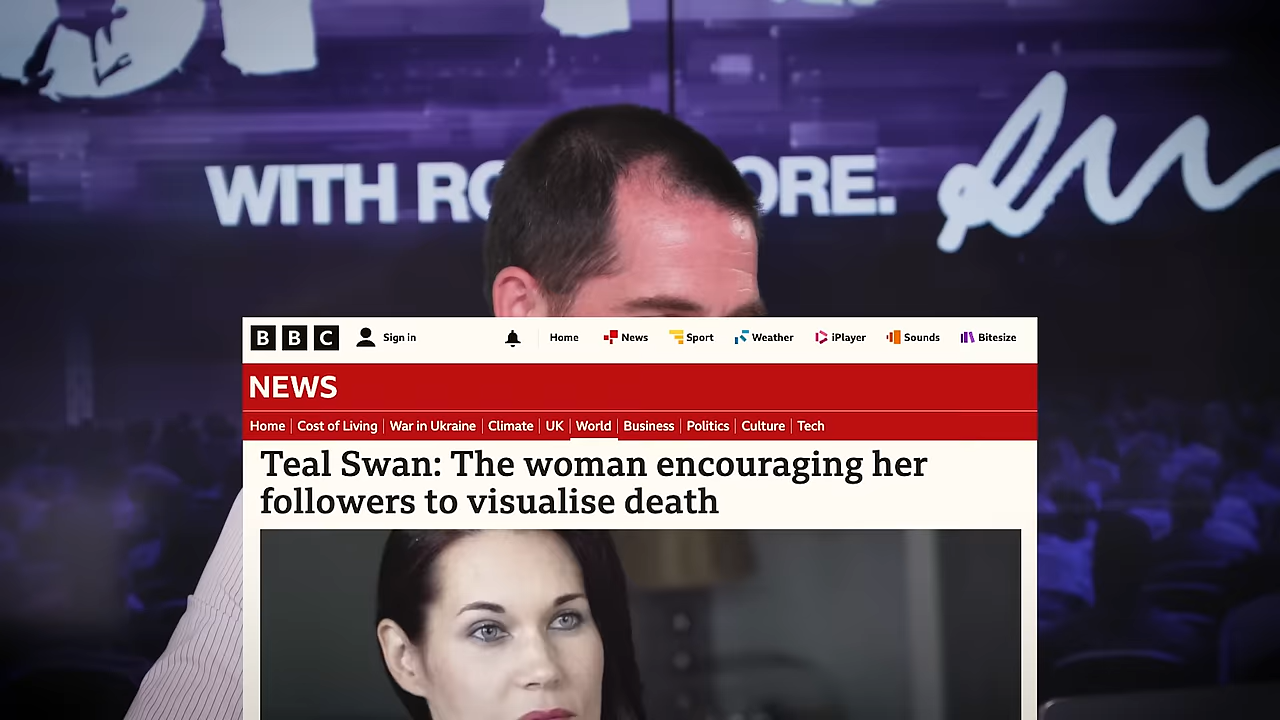 WITH RO ORE.
BBC Sign in Home News Sport Weather iPlayer Sounds Bitesize
NEWS
Home Cost of Living War in Ukraine Climate UK World Business Politics Culture Tech
Teal Swan: The woman encouraging her
followers to visualise death